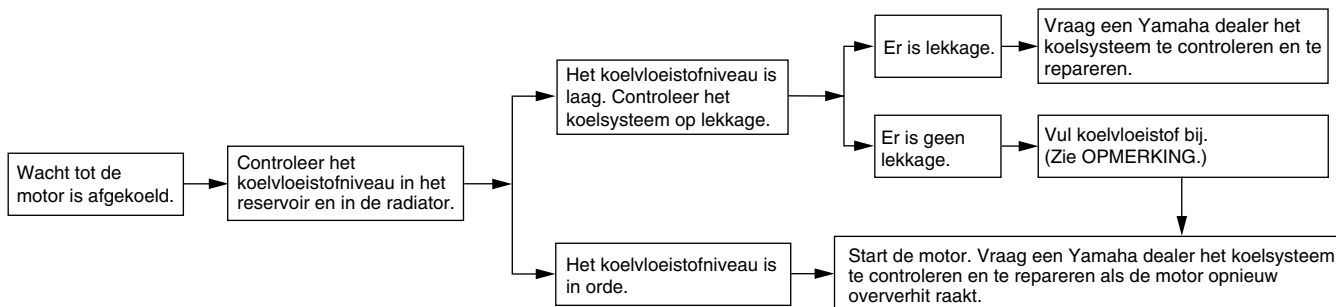 Wacht tot de
motor is afgekoeld.
Controleer het
koelvloeistofniveau in het
reservoir en in de radiator.
Het koelvloeistofniveau is
laag. Controleer het
koelsysteem op lekkage.
Er is lekkage.
Vraag een Yamaha dealer het
koelsysteem te controleren en te
repareren.
Er is geen
lekkage.
Vul koelvloeistof bij.
(Zie OPMERKING.)
Het koelvloeistofniveau is
in orde.
Start de motor. Vraag een Yamaha dealer het koelsysteem
te controleren en te repareren als de motor opnieuw
oververhit raakt.